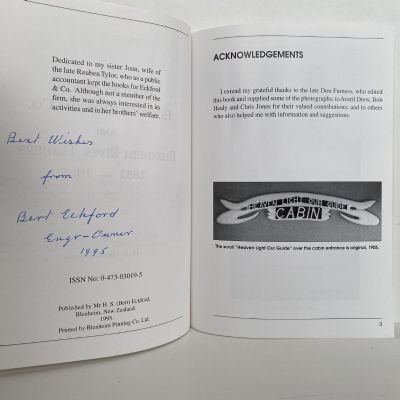 Dedicated to my sister Joan, wife of
the late Reuben Tylor, who as a public
accountant kept the books for Eckford
& Co. Although not a member of the
firm, she was always interested in its
activities and in her brothers' welfare.
Best Wishes
from
Bert Eckford
Engr-Owner
1995
ISSN No: 0-473-03019-5
Published by Mr H. S. (Bert) Eckford,
Blenheim, New Zealand.
1995.
Printed by Blenheim Printing Co. Ltd.
ACKNOWLEDGEMENTS
I extend my grateful thanks to the late Don Furness, who edited
this book and supplied some of the photographs; to Averil Drew, Bob
Healy and Chris Jones for their valued contributions; and to others
who also helped me with information and suggestions.
HEAVEN LIGHT OUR GUIDE
CABIN
The scroll "Heaven Light Our Guide" over the cabin entrance is original, 1905.
3